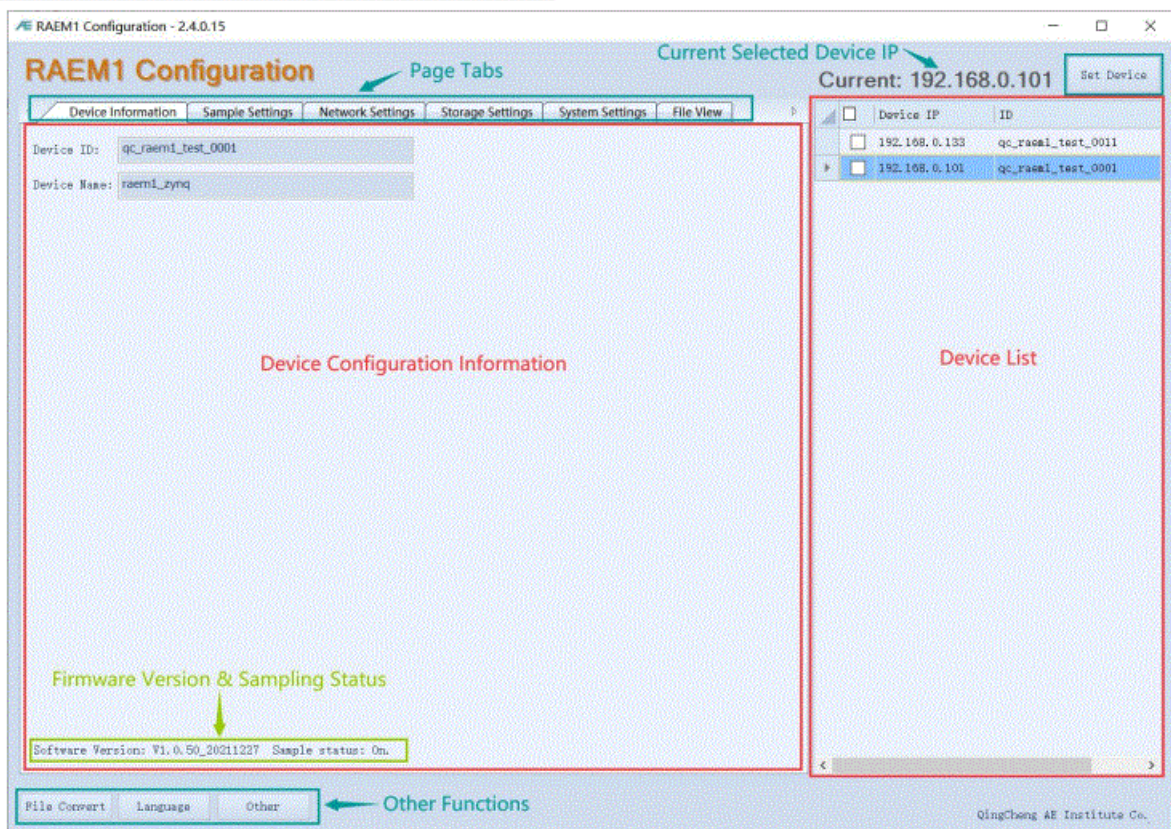 RAEM1 Configuration - 2.4.0.15
RAEM1 Configuration
Page Tabs
Current Selected Device IP
Current: 192.168.0.101
Set Device
Device Information Sample Settings Network Settings Storage Settings System Settings File View
Device IP ID
Device ID: qc_raem1_test_0001
192.168.0.133 qc_raem1_test_0011
192.168.0.101 qc_raem1_test_0001
Device Name: raem1_zynq
Device Configuration Information
Device List
Firmware Version & Sampling Status
Software Version: V1.0.50_20211227 Sample status: On.
File Convert Language Other
Other Functions
QingCheng AE Institute Co.